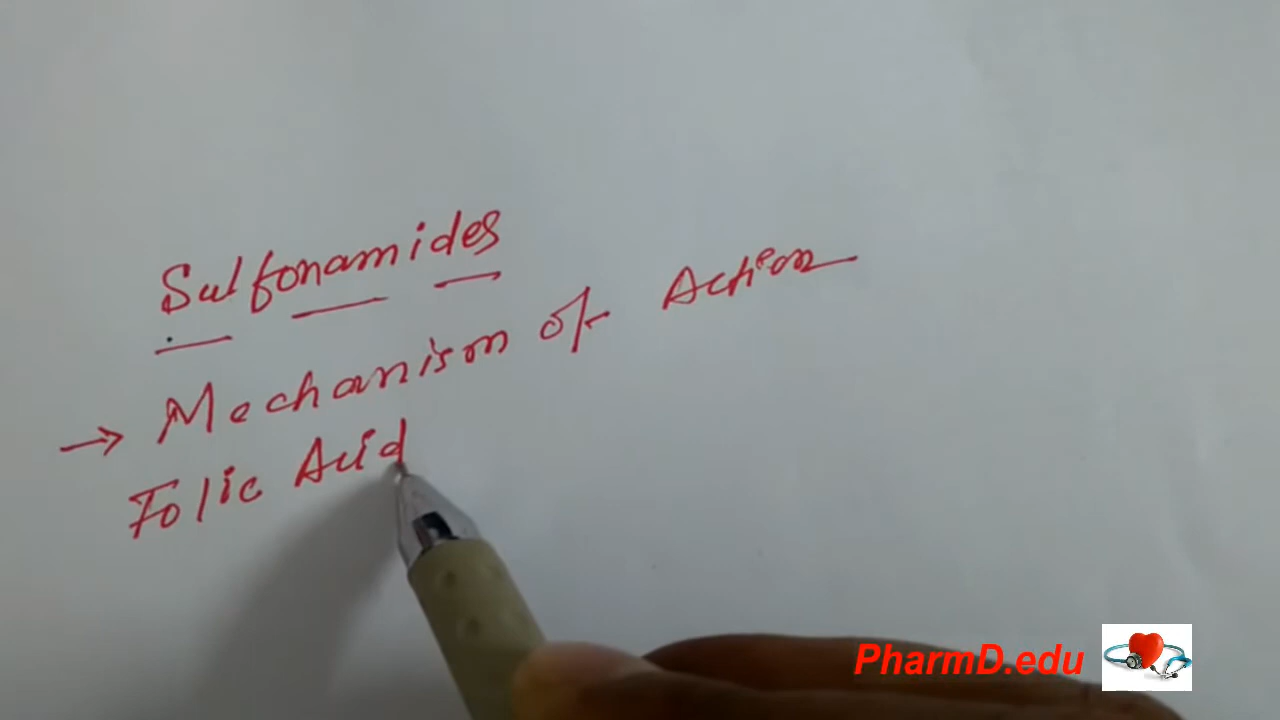 Sulfonamides
→ Mechanism of Action
Folic Acid
PharmD.edu